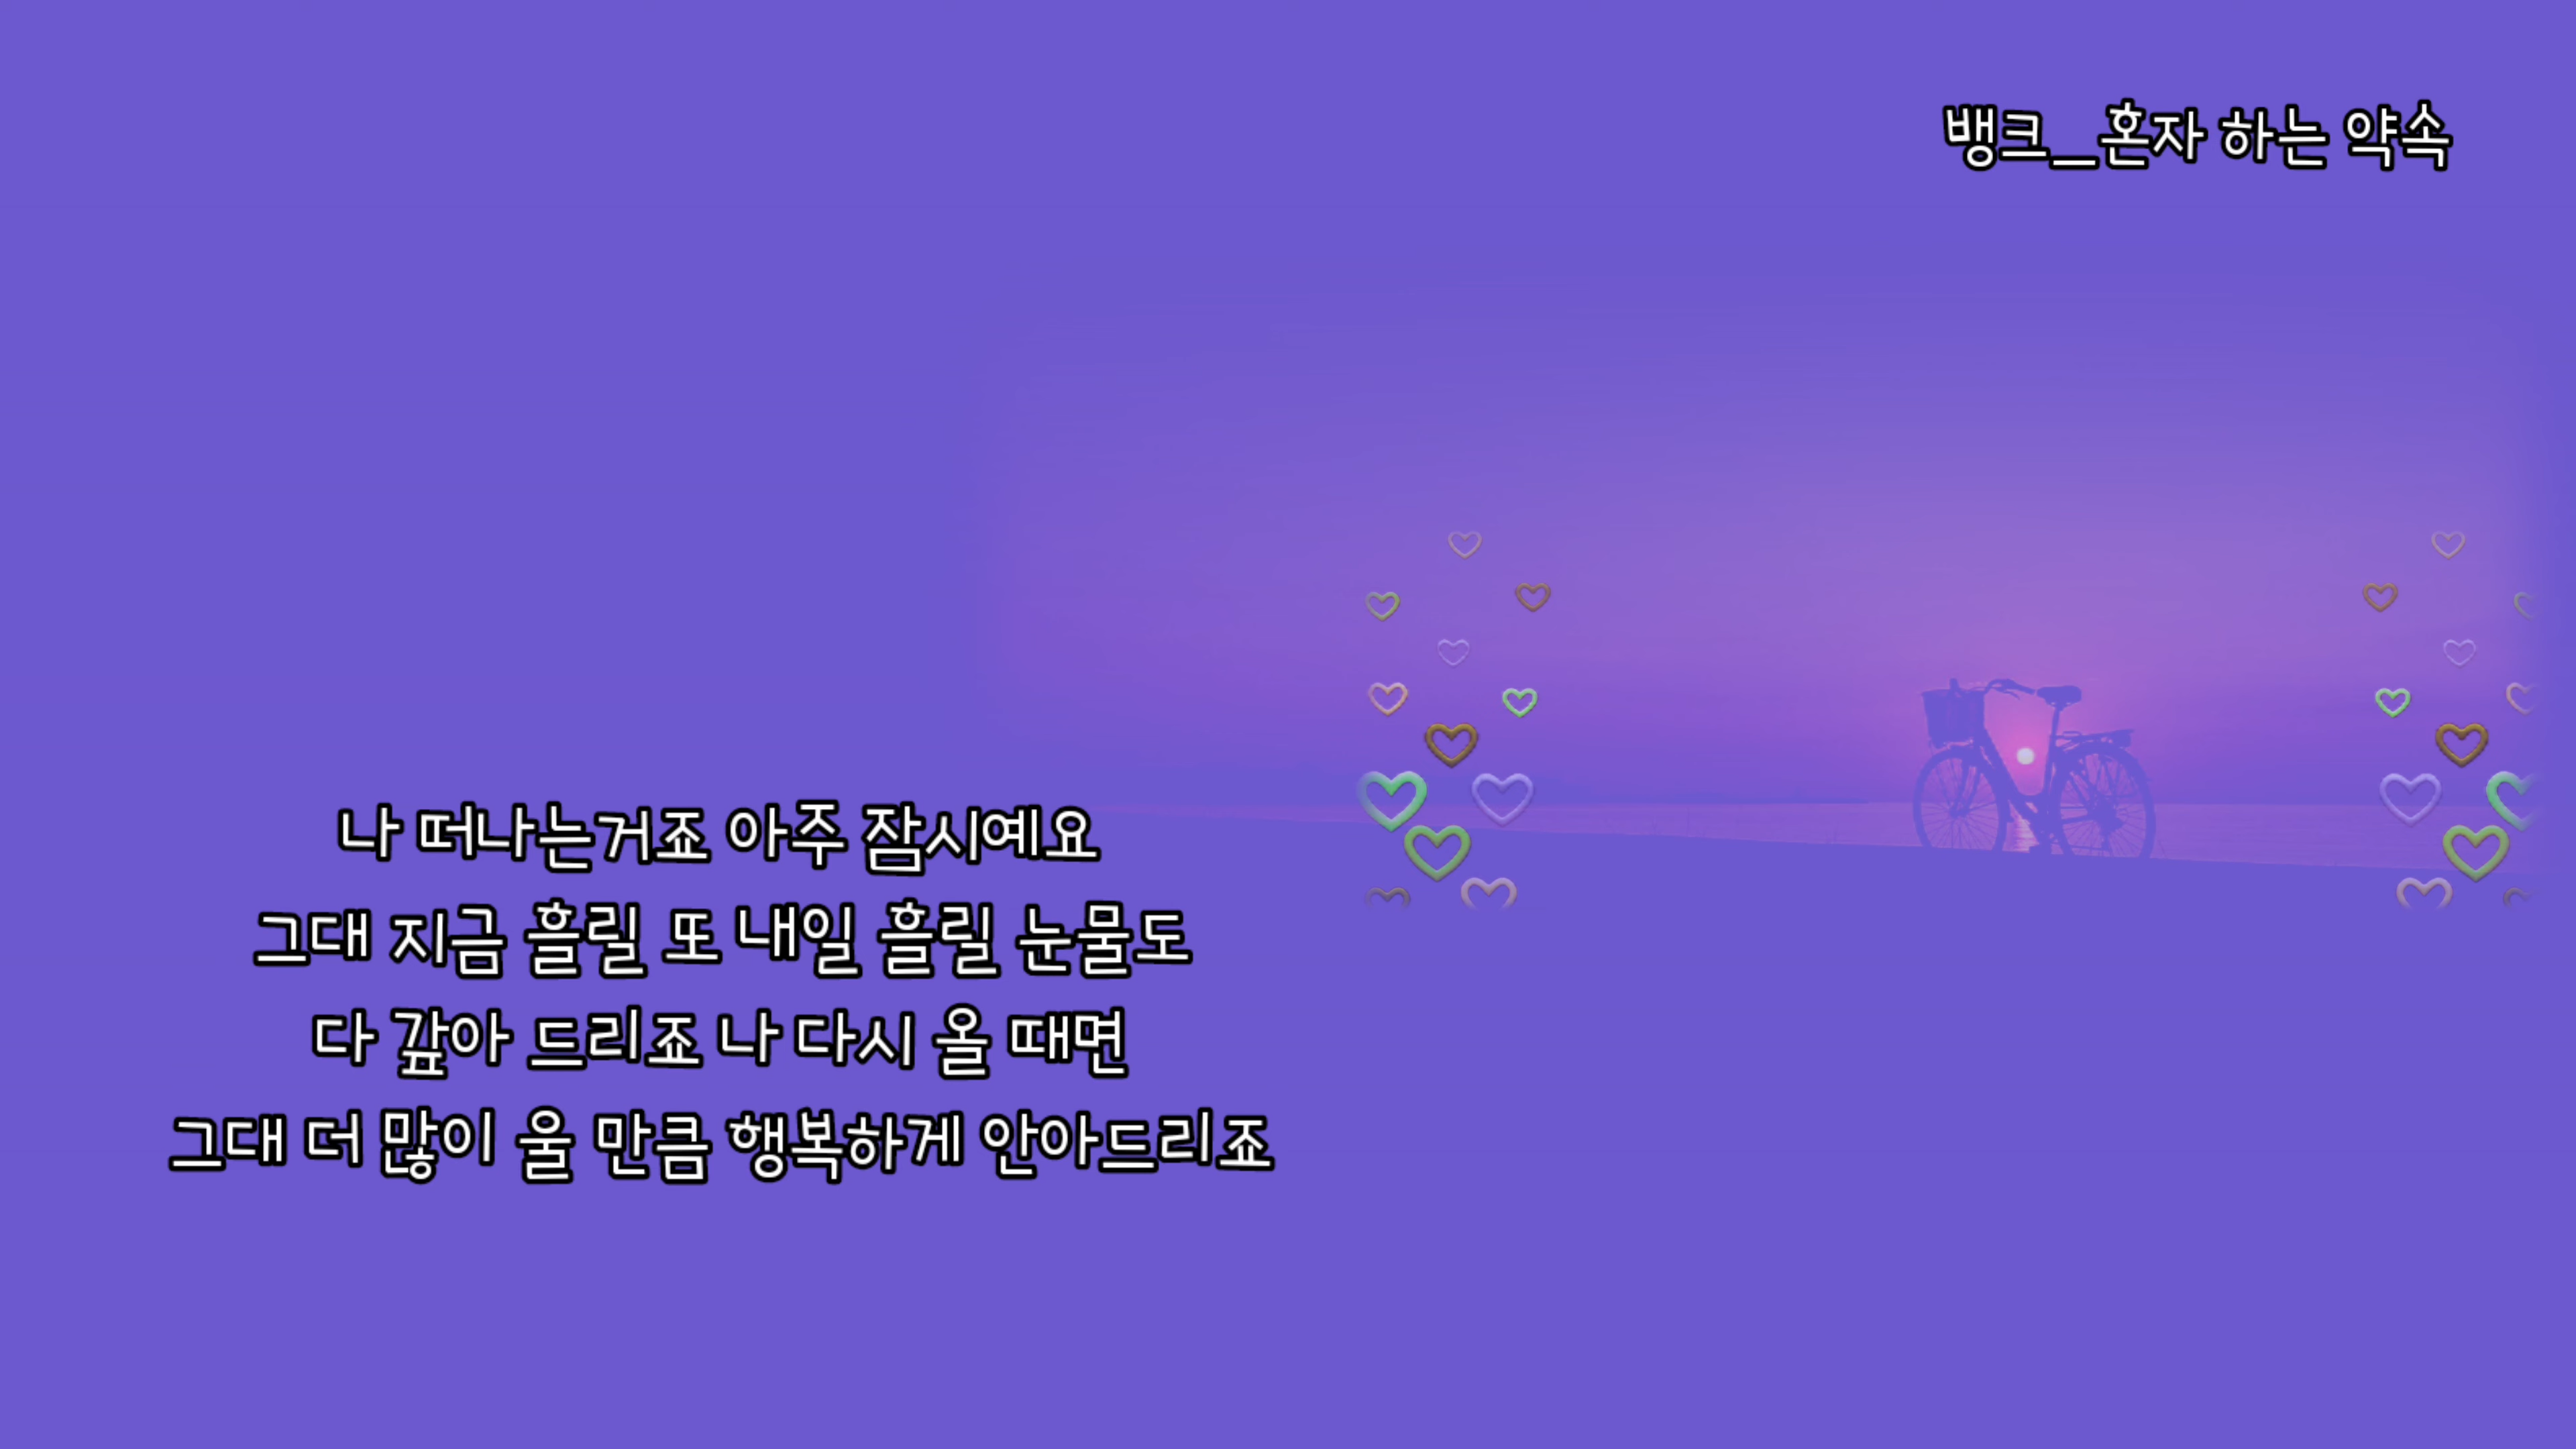 뱅크_혼자 하는 약속
나 떠나는거죠 아주 잠시예요
그대 지금 흘릴 또 내일 흘릴 눈물도
다 갚아 드리죠 나 다시 올 때면
그대 더 많이 울 만큼 행복하게 안아드리죠